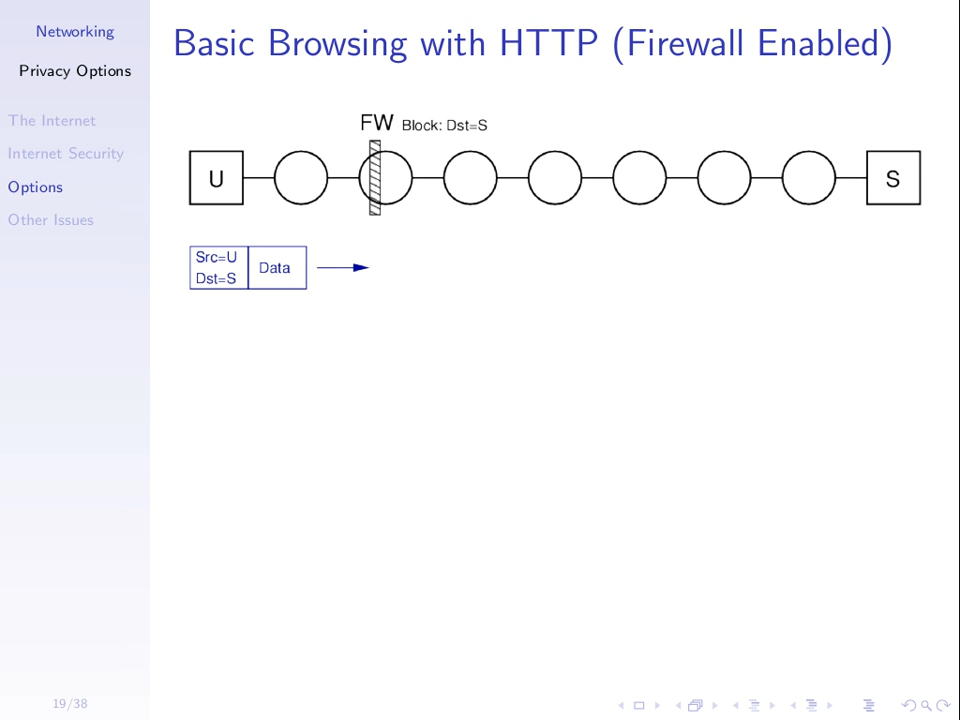 Networking
Privacy Options
The Internet
Internet Security
Options
Other Issues
19/38
Basic Browsing with HTTP (Firewall Enabled)
FW Block: Dst=S
U
S
Src=U
Dst=S
Data